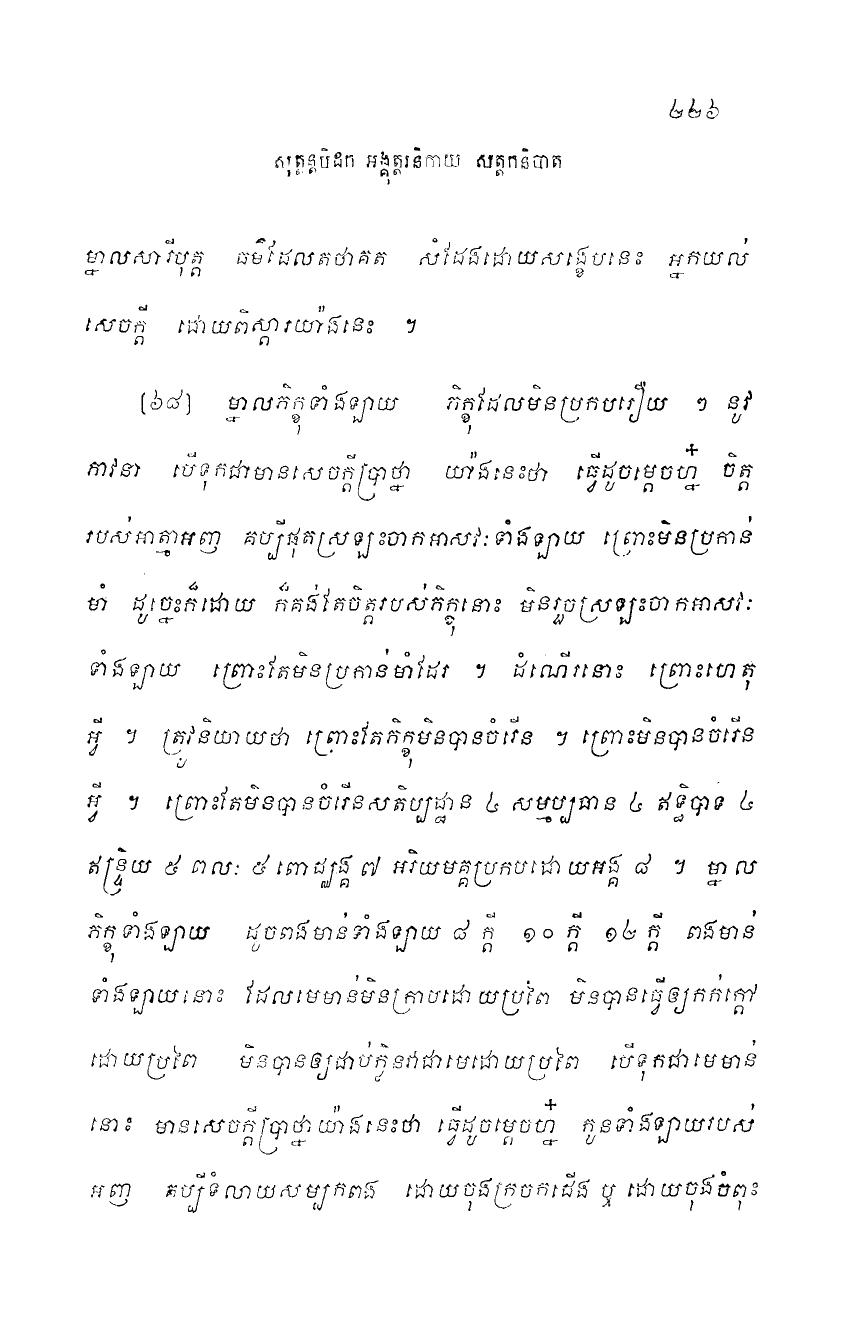 ២២៦
សុត្តន្តបិដក អង្គុត្តរនិកាយ សត្តកនិបាត
ម្នាលសារីបុត្ត ធម៌ដែលតថាគត សំដែងដោយសង្ខេបនេះ អ្នកយល់
សេចក្តី ដោយពិស្តារយ៉ាងនេះ ។
[៦៨] ម្នាលភិក្ខុទាំងឡាយ ភិក្ខុដែលមិនប្រកបរឿយ ៗ នូវ
ភាវនា បើទុកជាមានសេចក្តីប្រាថ្នា យ៉ាងនេះថា ធ្វើដូចម្តេចហ្ន៎ ចិត្ត
របស់អាត្មាអញ គប្បីផុតស្រឡះចាកអាសវៈទាំងឡាយ ព្រោះមិនប្រកាន់
មាំ ដូច្នេះក៏ដោយ ក៏គង់តែចិត្តរបស់ភិក្ខុនោះ មិនរួចស្រឡះចាកអាសវៈ
ទាំងឡាយ ព្រោះតែមិនប្រកាន់មាំដែរ ។ ដំណើរនោះ ព្រោះហេតុ
អ្វី ។ ត្រូវនិយាយថា ព្រោះតែភិក្ខុមិនបានចំរើន ។ ព្រោះមិនបានចំរើន
អ្វី ។ ព្រោះតែមិនបានចំរើនសតិប្បដ្ឋាន ៤ សម្មប្បធាន ៤ ឥទ្ធិបាទ ៤
ឥន្ទ្រិយ ៥ ពលៈ ៥ ពោជ្ឈង្គ ៧ អរិយមគ្គប្រកបដោយអង្គ ៨ ។ ម្នាល
ភិក្ខុទាំងឡាយ ដូចពងមាន់ទាំងឡាយ ៨ ក្តី ១០ ក្តី ១២ ក្តី ពងមាន់
ទាំងឡាយនោះ ដែលមេមាន់មិនក្រាបដោយប្រពៃ មិនបានធ្វើឲ្យកក់ក្តៅ
ដោយប្រពៃ មិនបានឲ្យជាប់ក្លិនរង់ជាមេដោយប្រពៃ បើទុកជាមេមាន់
នោះ មានសេចក្តីប្រាថ្នាយ៉ាងនេះថា ធ្វើដូចម្តេចហ្ន៎ កូនទាំងឡាយរបស់
អញ គប្បីទំលាយសម្បកពង ដោយចុងក្រចកជើង ឬ ដោយចុងចំពុះ